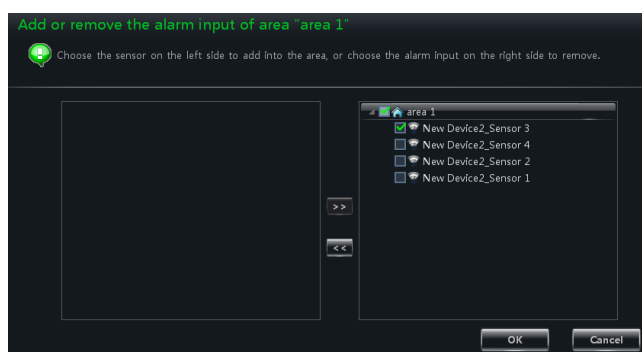 Add or remove the alarm input of area "area 1"
Choose the sensor on the left side to add into the area, or choose the alarm input on the right side to remove.
area 1
New Device2_Sensor 3
New Device2_Sensor 4
New Device2_Sensor 2
New Device2_Sensor 1
>>
<<
OK Cancel